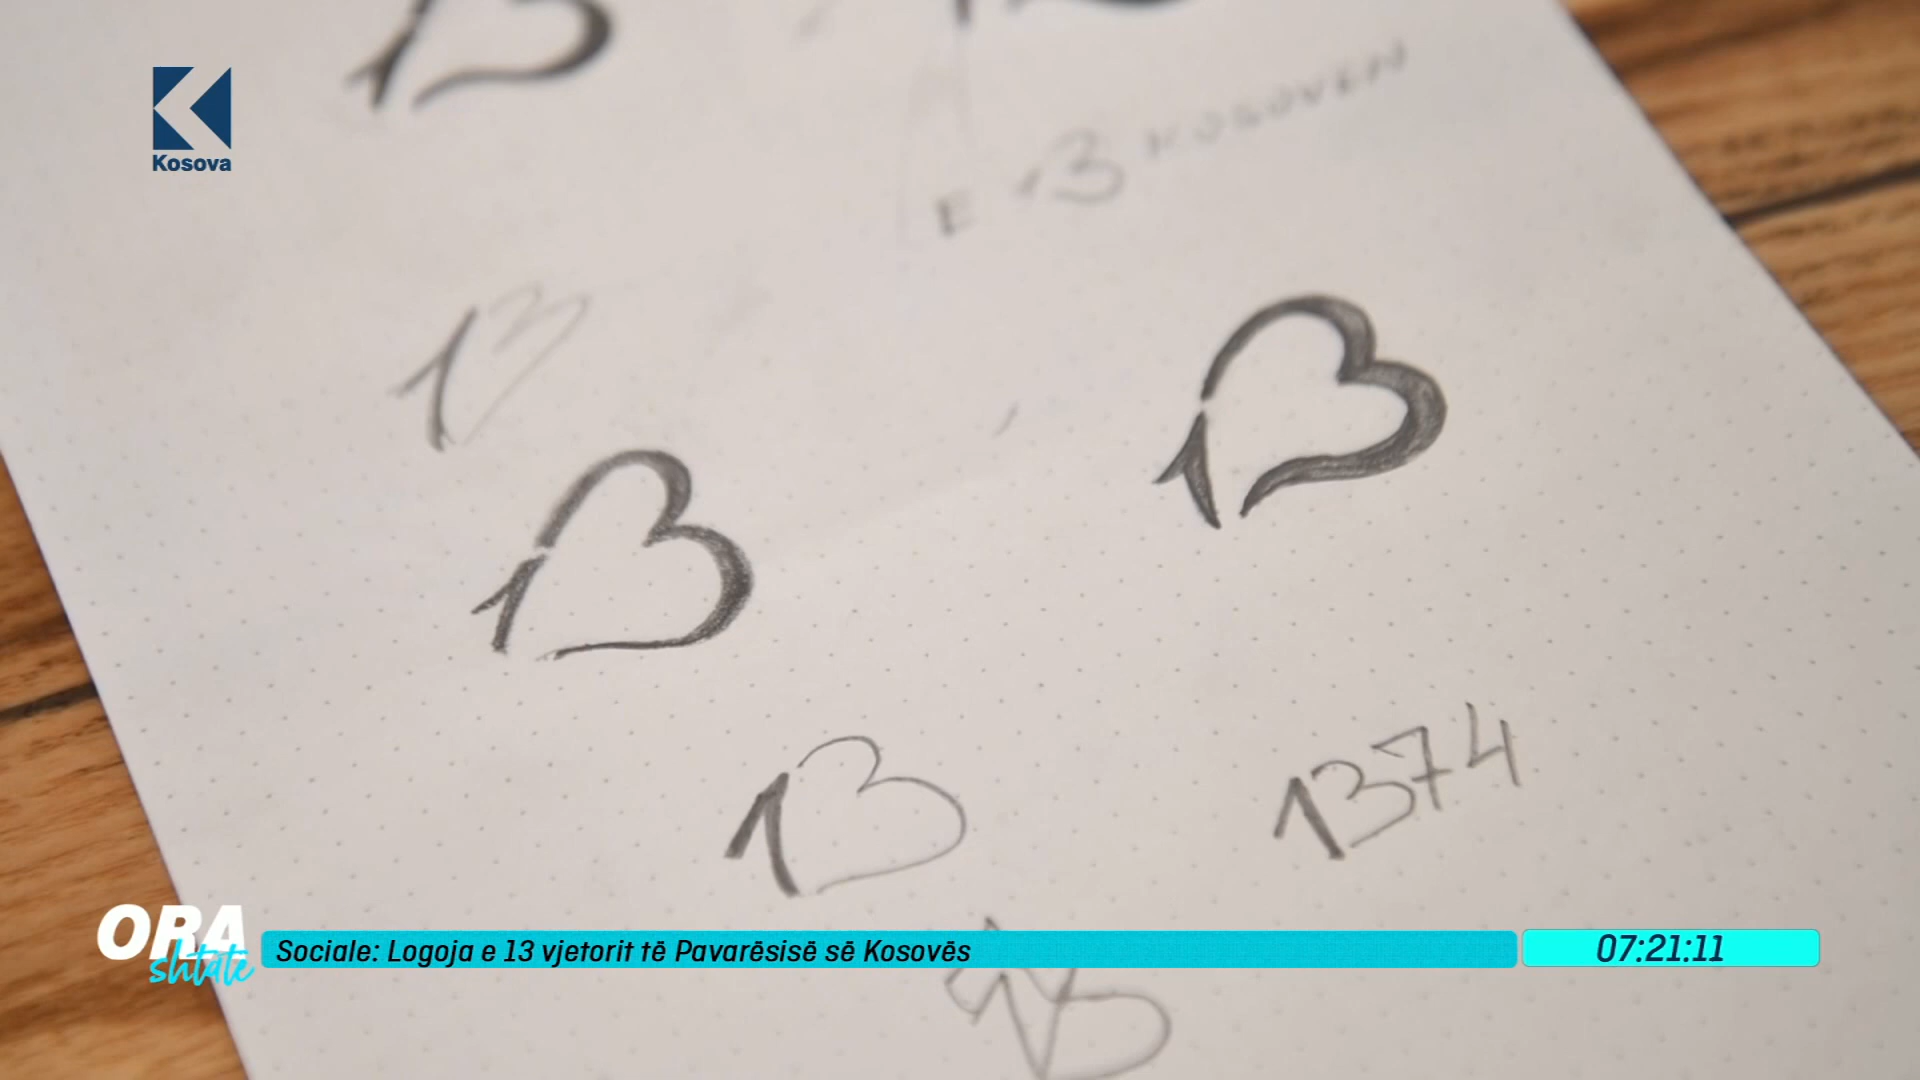 Kosova
E 13 KOSOVËN
13
13
13
13
1374
ORA
shtatë
Sociale: Logoja e 13 vjetorit të Pavarësisë së Kosovës
07:21:11